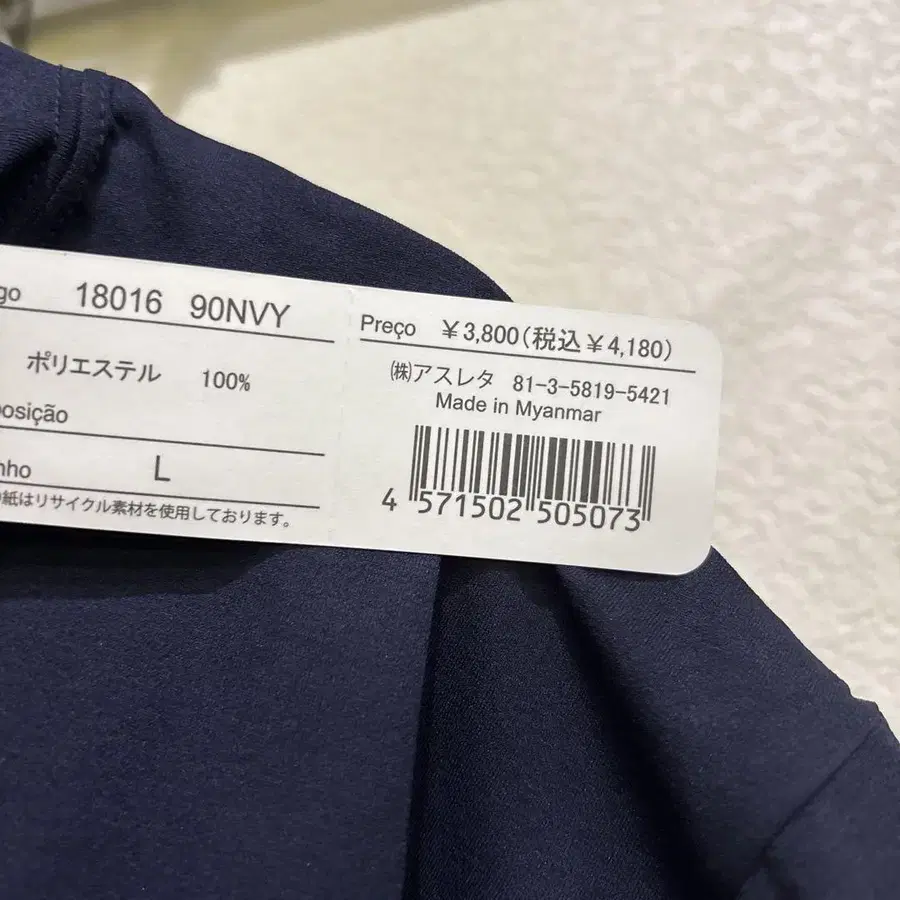 go 18016 90NVY
ポリエステル 100%
posição
nho L
紙はリサイクル素材を使用しております。
Preço ¥3,800(税込¥4,180)
㈱アスレタ 81-3-5819-5421
Made in Myanmar
4 571502 505073